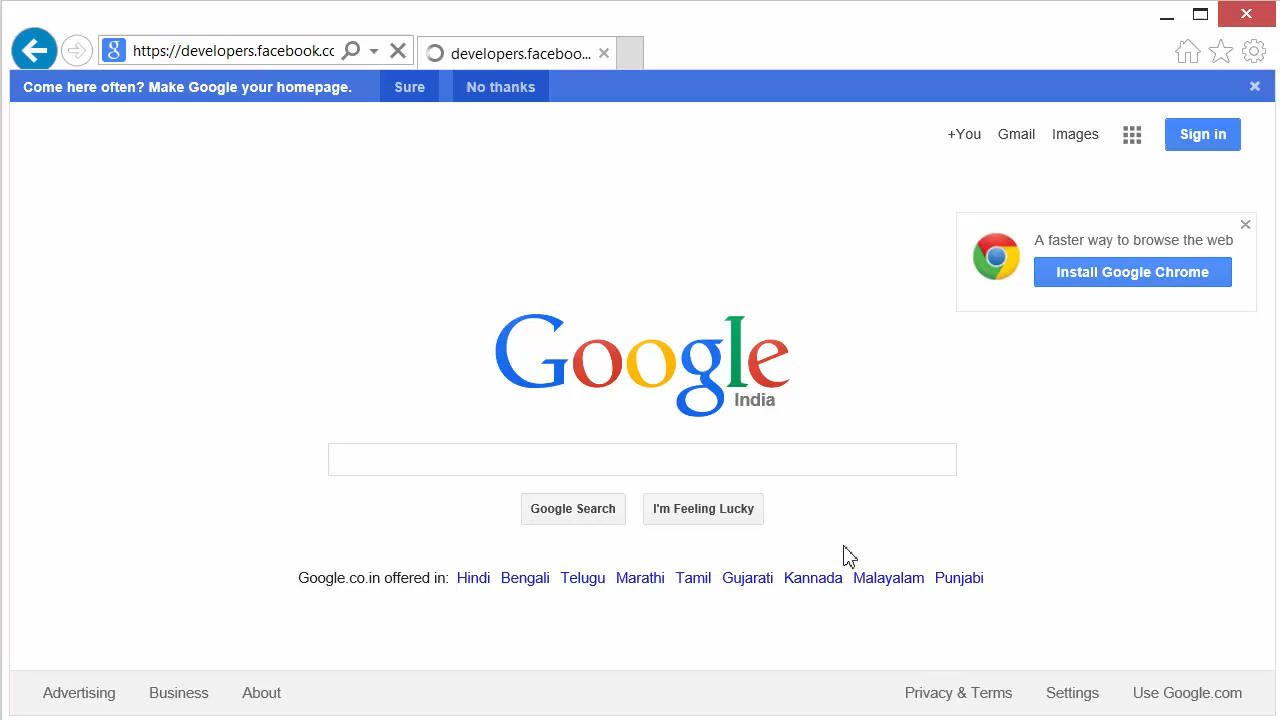 https://developers.facebook.cc
developers.faceboo...
Come here often? Make Google your homepage. Sure No thanks
+You Gmail Images Sign in
A faster way to browse the web
Install Google Chrome
Google
India
Google Search I'm Feeling Lucky
Google.co.in offered in: Hindi Bengali Telugu Marathi Tamil Gujarati Kannada Malayalam Punjabi
Advertising Business About Privacy & Terms Settings Use Google.com